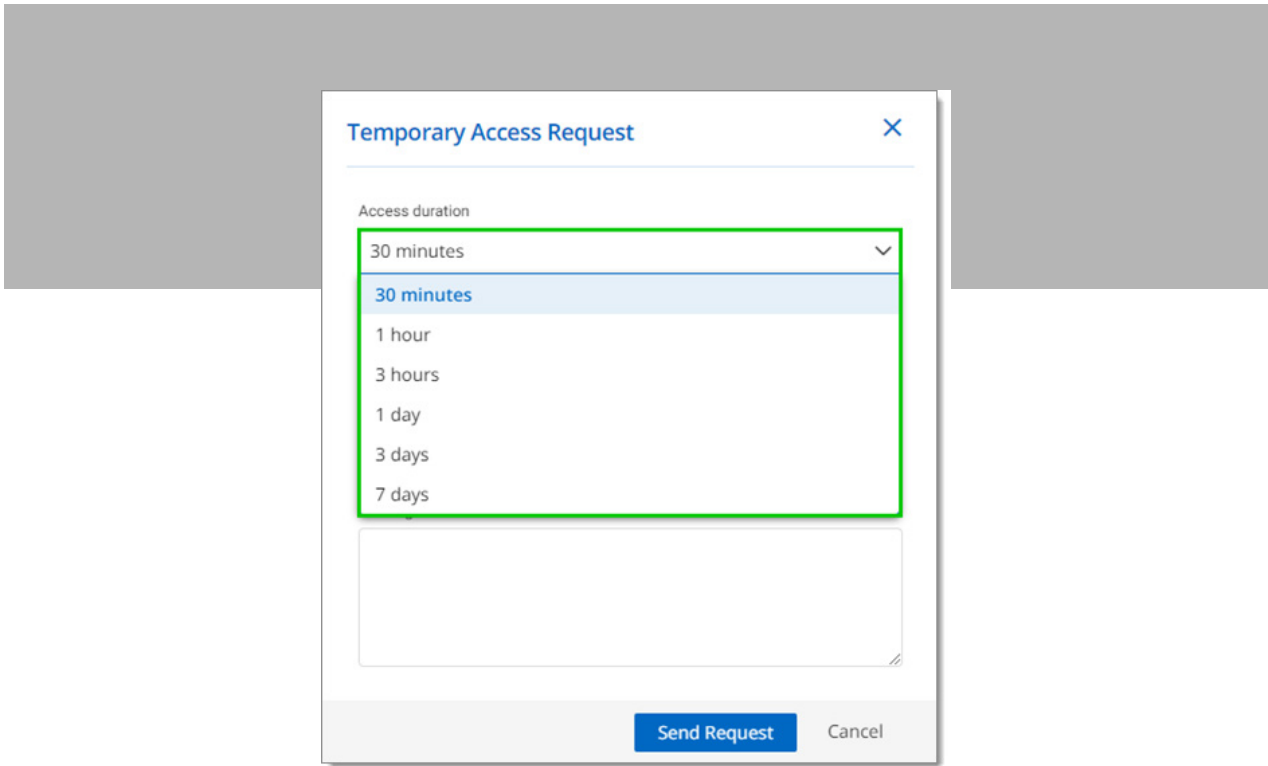 Temporary Access Request
Access duration
30 minutes
30 minutes
1 hour
3 hours
1 day
3 days
7 days
Send Request
Cancel